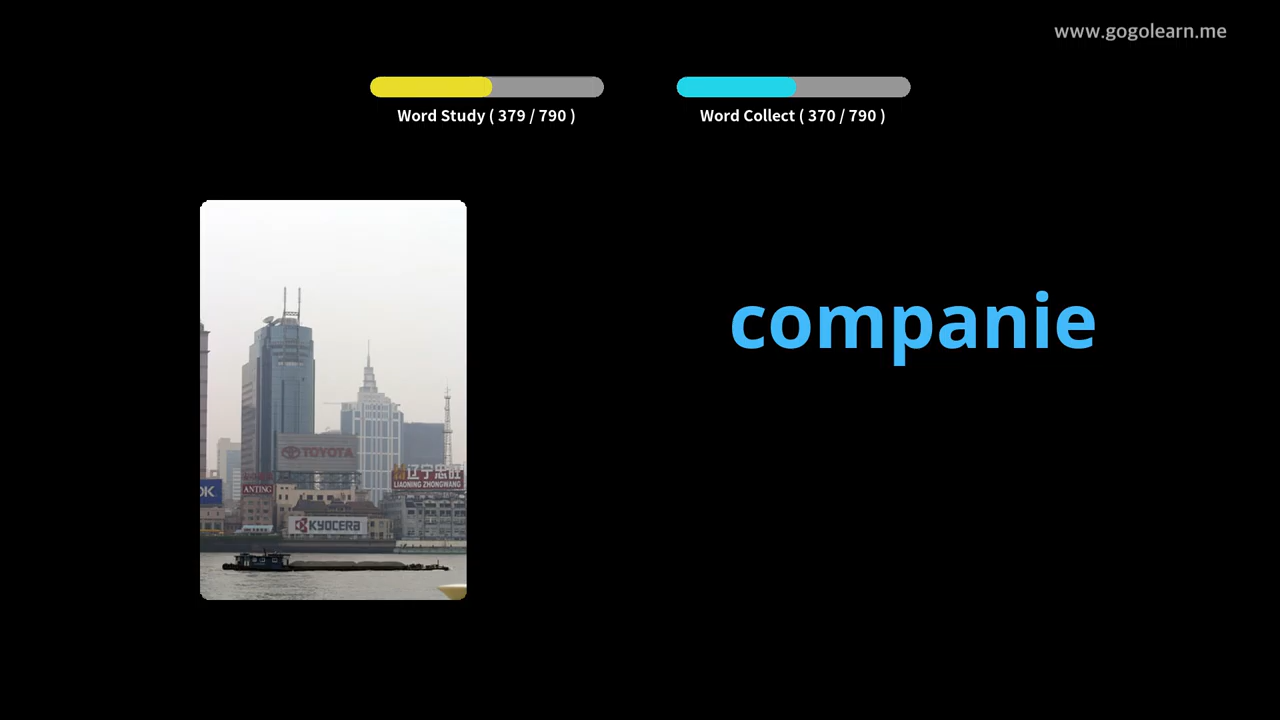 www.gogolearn.me
Word Study ( 379 / 790 )
Word Collect ( 370 / 790 )
companie
TOYOTA
辽宁忠旺
LIAONING ZHONGWANG
OK
ANTING
KYOCERA